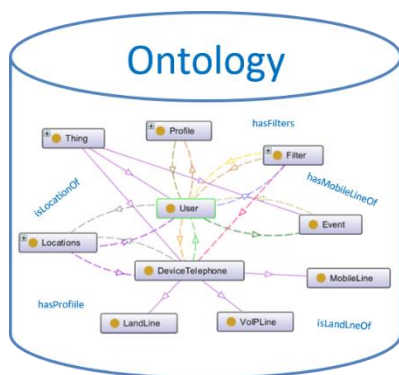 Ontology
Profile
hasFilters
Thing
Filter
hasMobileLineOf
isLocationOf
User
Event
Locations
DeviceTelephone
MobileLine
hasProfiile
LandLine
VoIPLine
isLandLneOf